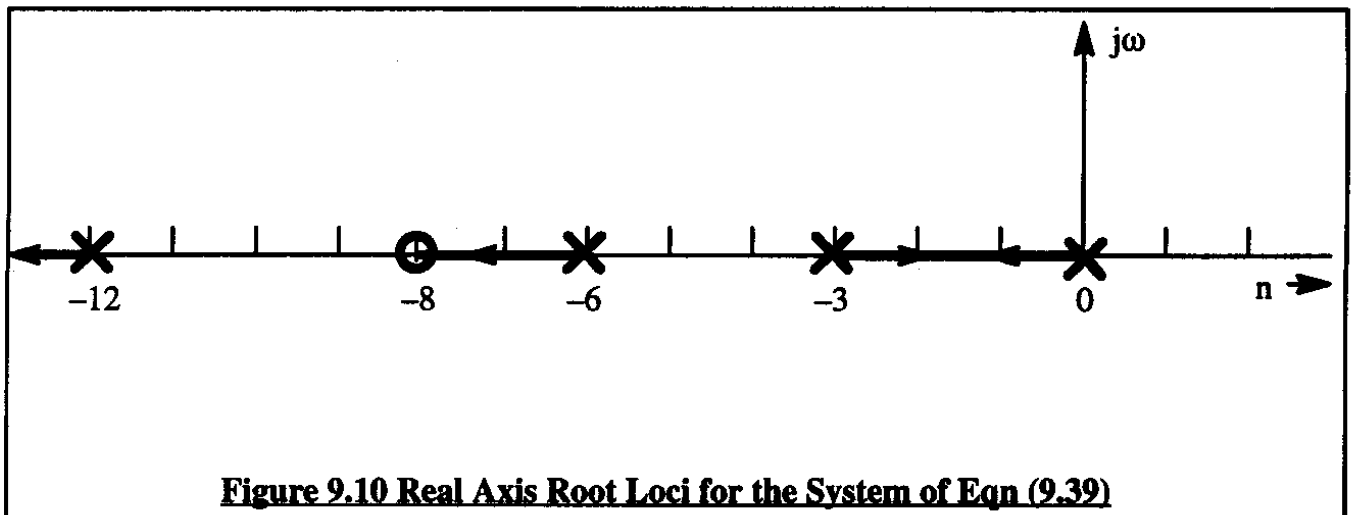 jω
–12 –8 –6 –3 0 n
Figure 9.10 Real Axis Root Loci for the System of Eqn (9.39)